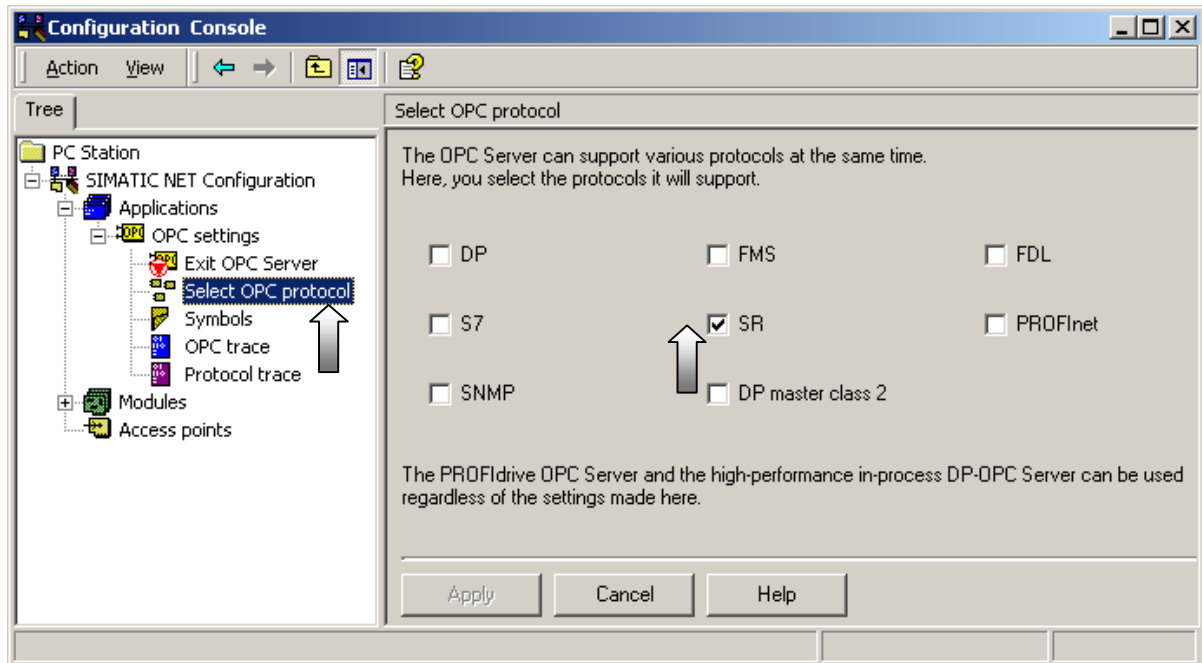 Configuration Console
Action View
Tree
PC Station
SIMATIC NET Configuration
Applications
OPC settings
Exit OPC Server
Select OPC protocol
Symbols
OPC trace
Protocol trace
Modules
Access points
Select OPC protocol
The OPC Server can support various protocols at the same time.
Here, you select the protocols it will support.
DP FMS FDL
S7 SR PROFInet
SNMP DP master class 2
The PROFIdrive OPC Server and the high-performance in-process DP-OPC Server can be used
regardless of the settings made here.
Apply Cancel Help